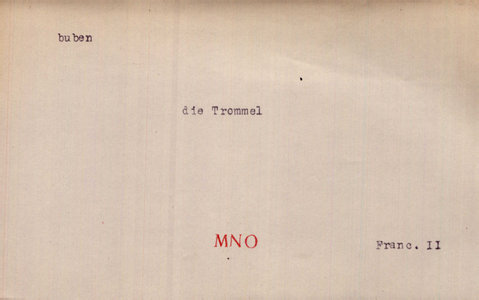 buben
die Trommel
MNO
Franc. II